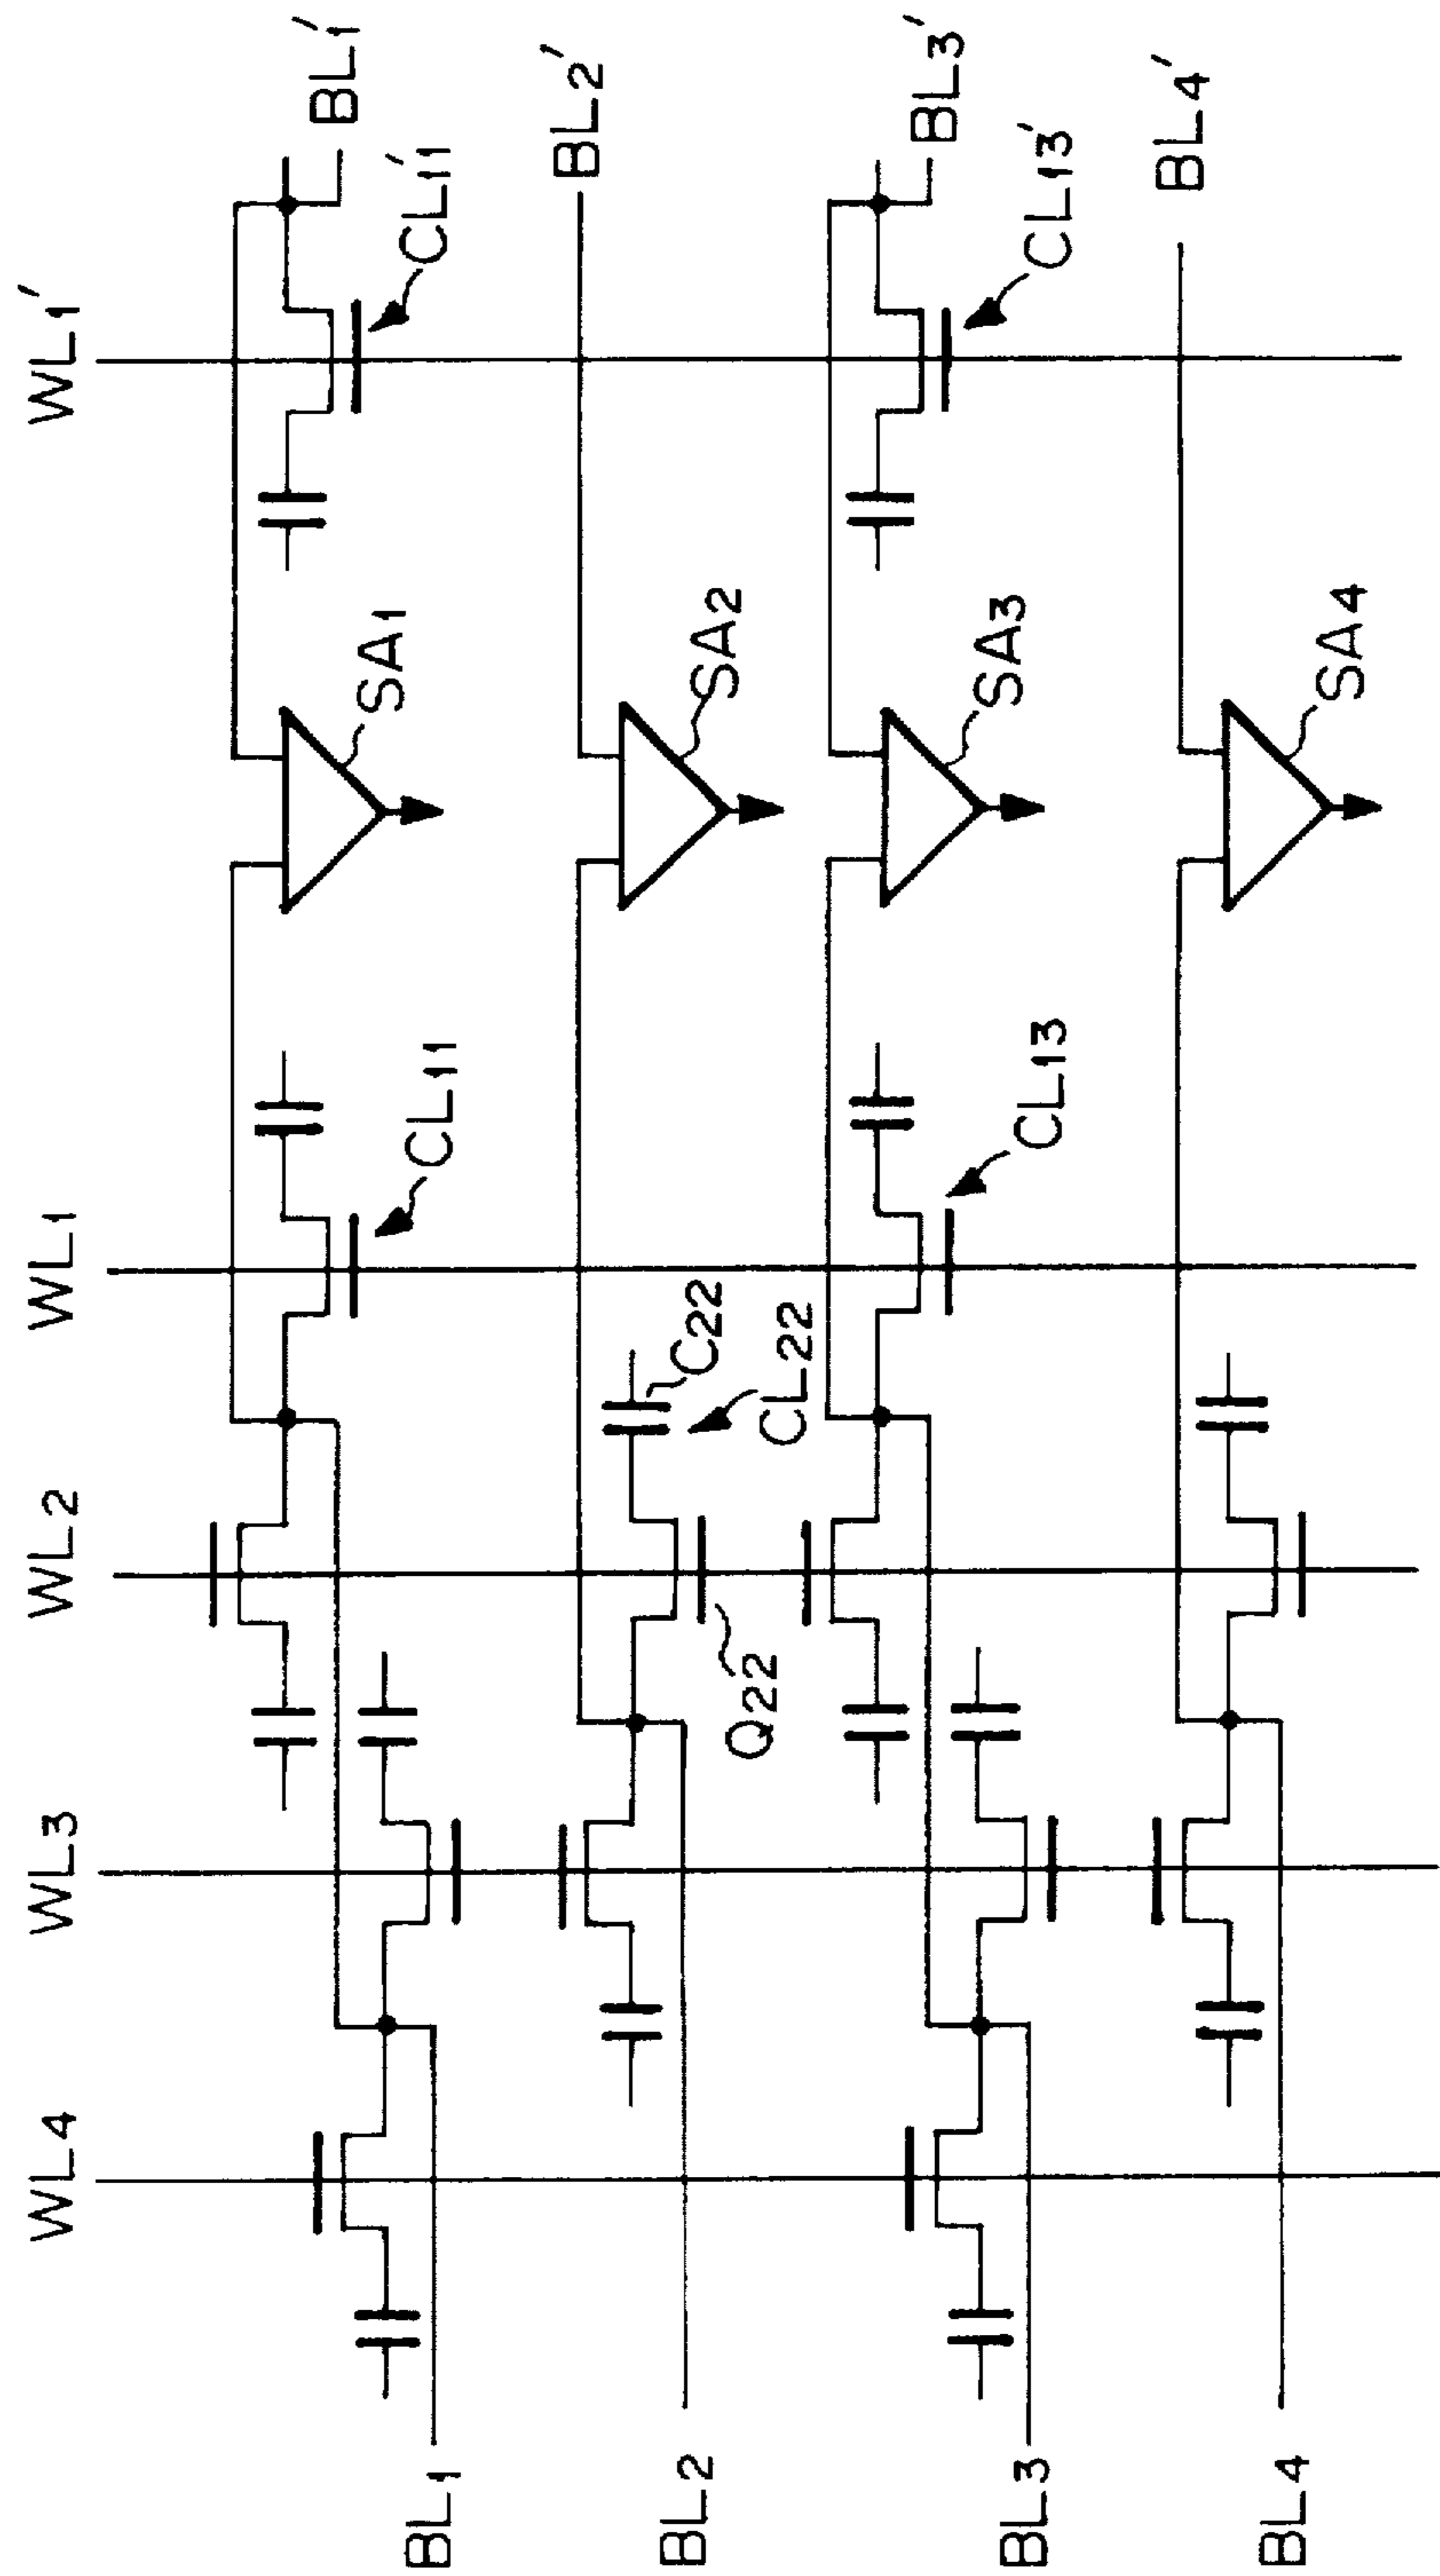 WL4 WL3 WL2 WL1 WL1'
BL1 BL1'
CL11 SA1 CL11'
BL2 BL2'
Q22 C22 SA2
CL22
BL3 BL3'
CL13 SA3 CL13'
BL4 SA4 BL4'